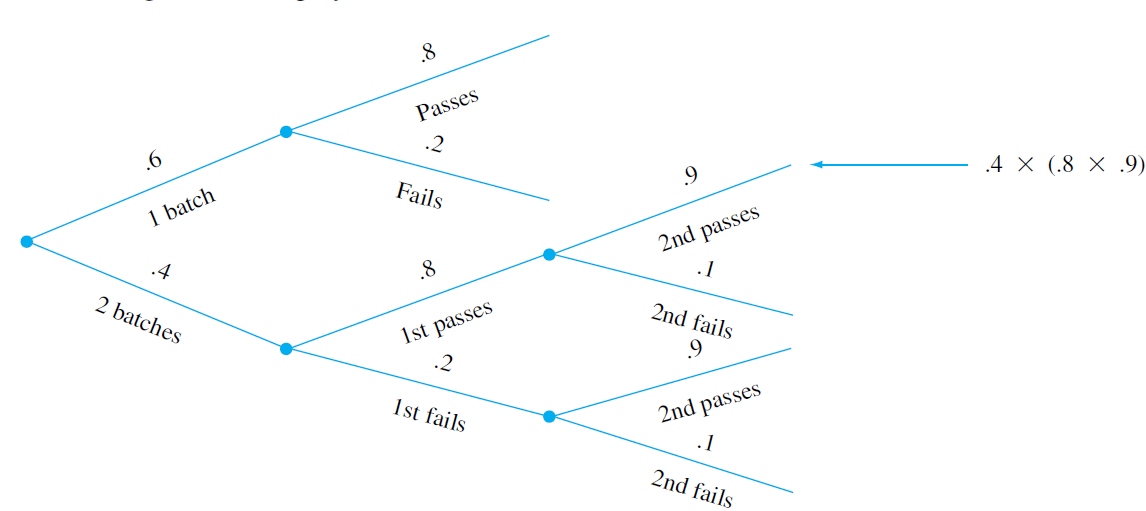 .8
Passes
.6
1 batch
.2
Fails
.9
.4 × (.8 × .9)
2nd passes
.4
2 batches
.8
1st passes
.1
2nd fails
.2
1st fails
.9
2nd passes
.1
2nd fails